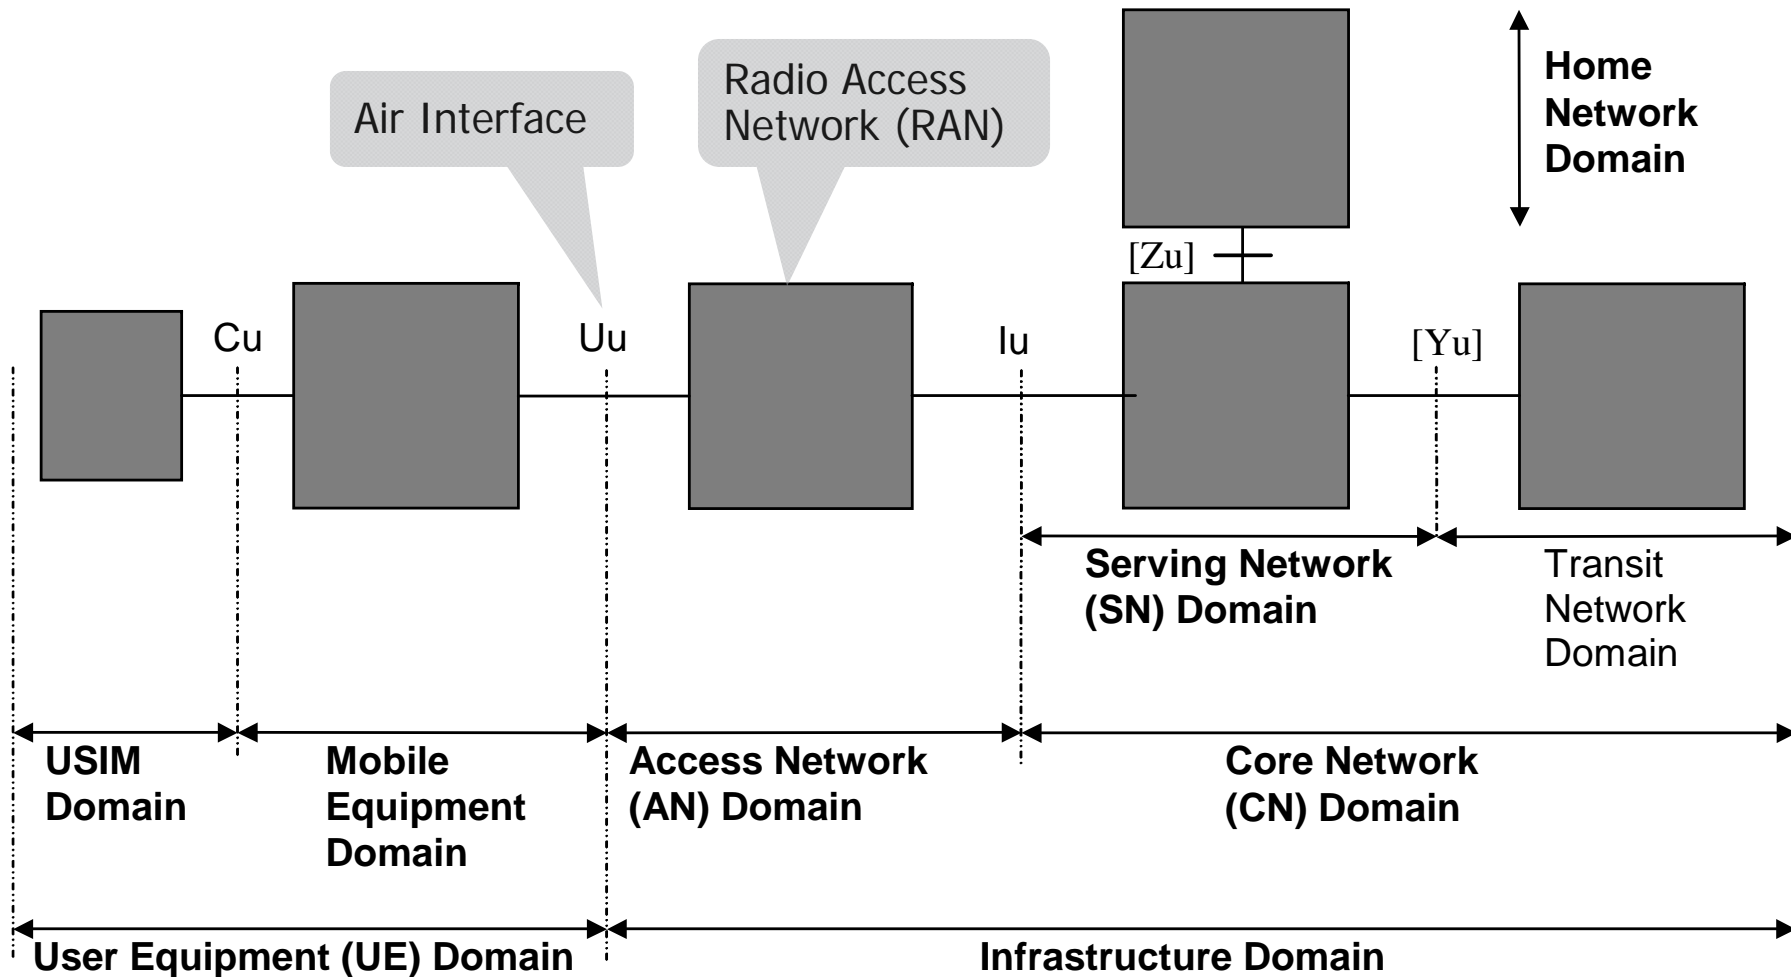 Air Interface
Radio Access
Network (RAN)
Home
Network
Domain
[Zu]
Cu
Uu
Iu
[Yu]
Serving Network
(SN) Domain
Transit
Network
Domain
USIM
Domain
Mobile
Equipment
Domain
Access Network
(AN) Domain
Core Network
(CN) Domain
User Equipment (UE) Domain
Infrastructure Domain